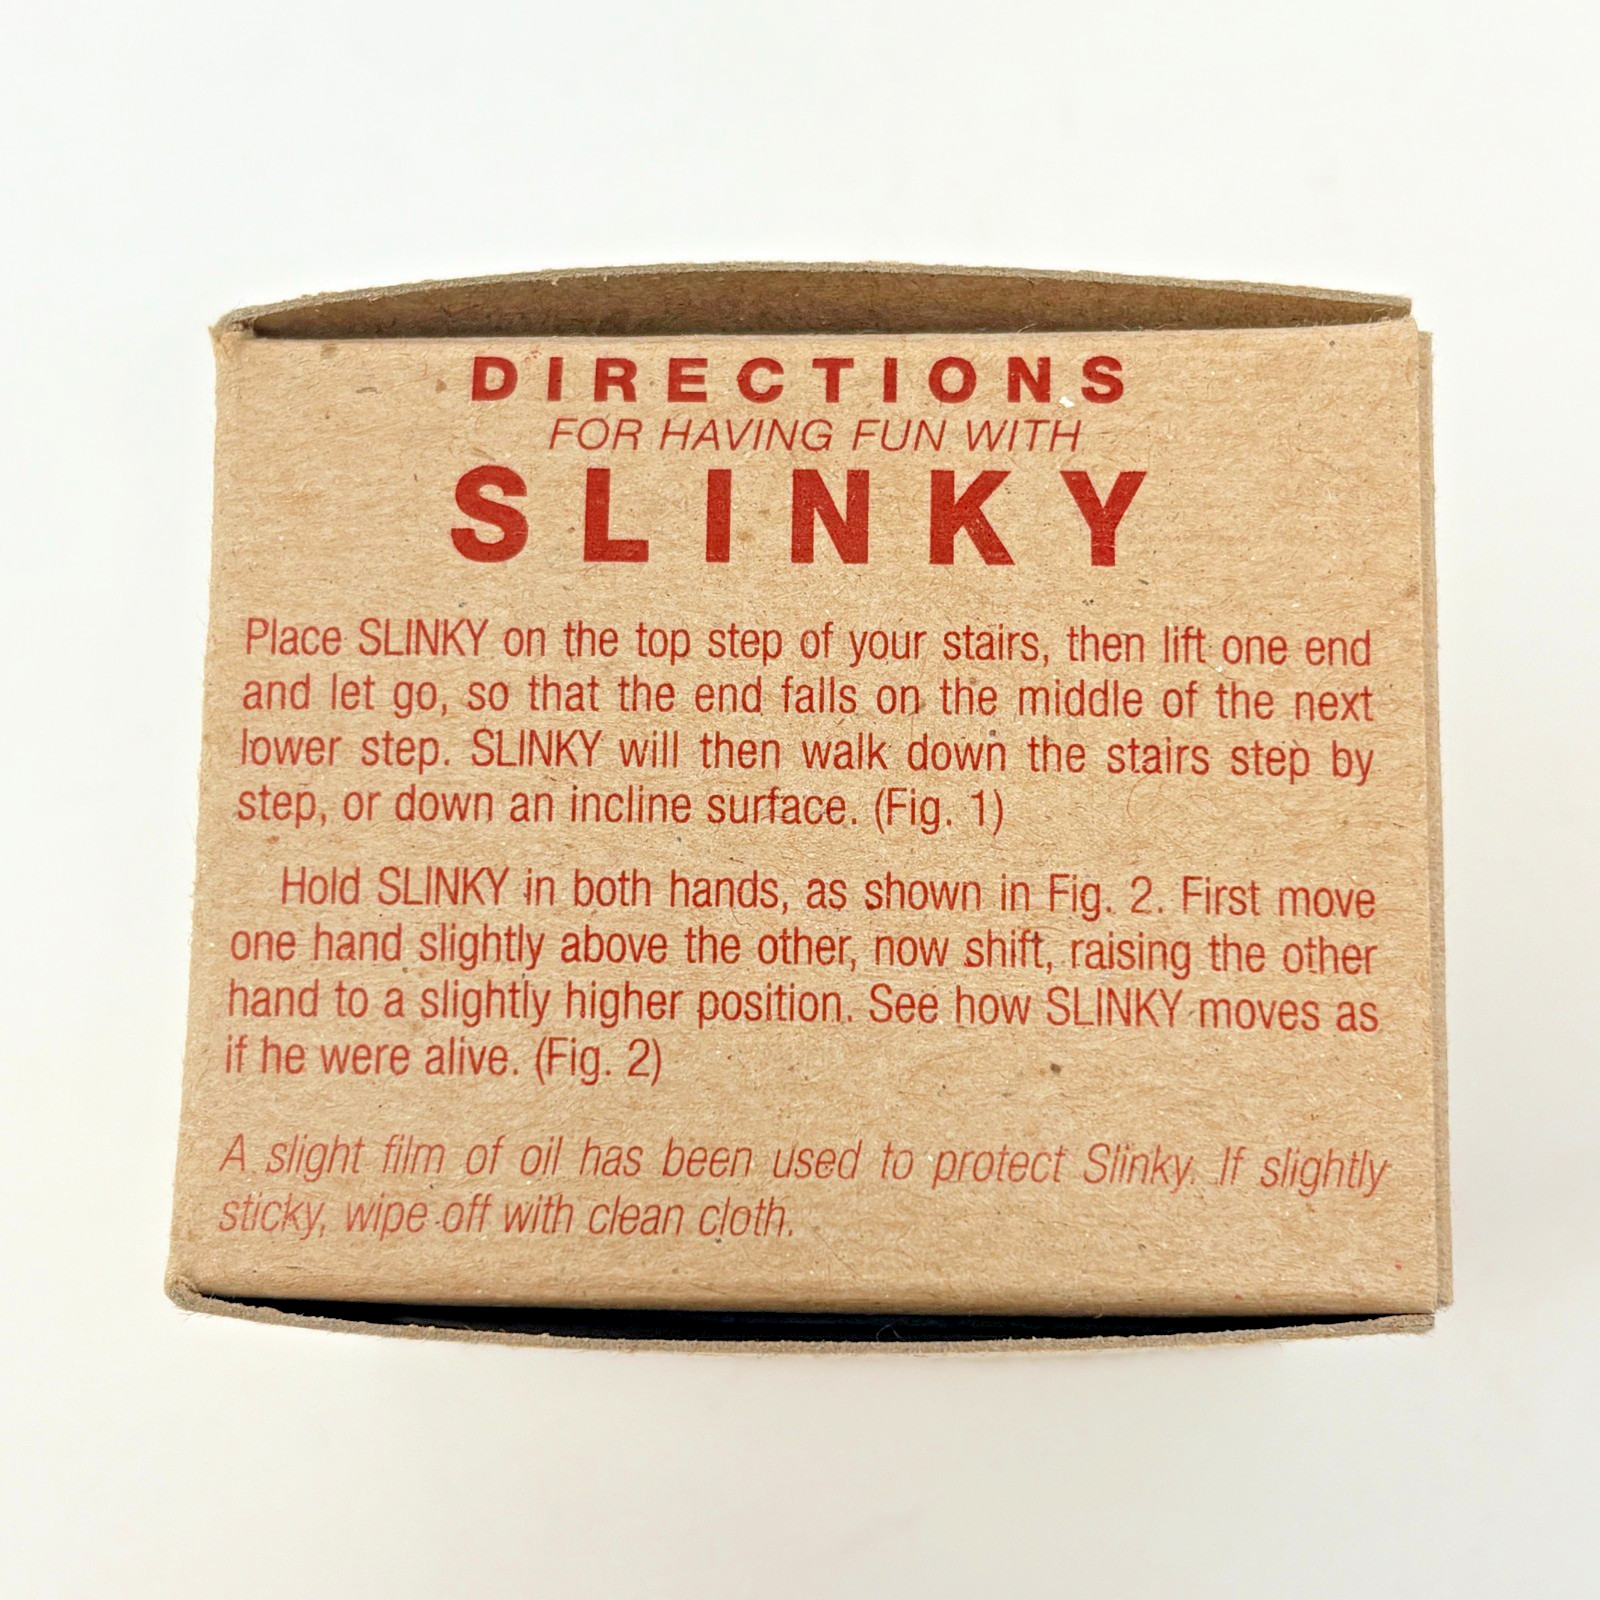 DIRECTIONS
FOR HAVING FUN WITH
SLINKY
Place SLINKY on the top step of your stairs, then lift one end
and let go, so that the end falls on the middle of the next
lower step. SLINKY will then walk down the stairs step by
step, or down an incline surface. (Fig. 1)
Hold SLINKY in both hands, as shown in Fig. 2. First move
one hand slightly above the other, now shift, raising the other
hand to a slightly higher position. See how SLINKY moves as
if he were alive. (Fig. 2)
A slight film of oil has been used to protect Slinky. If slightly
sticky, wipe off with clean cloth.